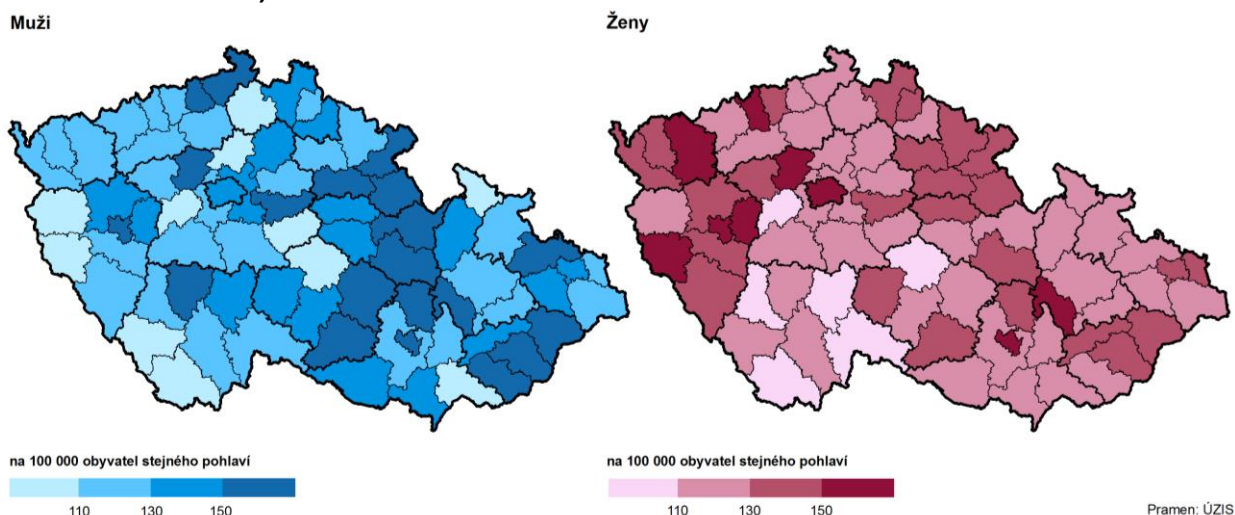 Muži
Ženy
na 100 000 obyvatel stejného pohlaví
110 130 150
na 100 000 obyvatel stejného pohlaví
110 130 150
Pramen: ÚZIS